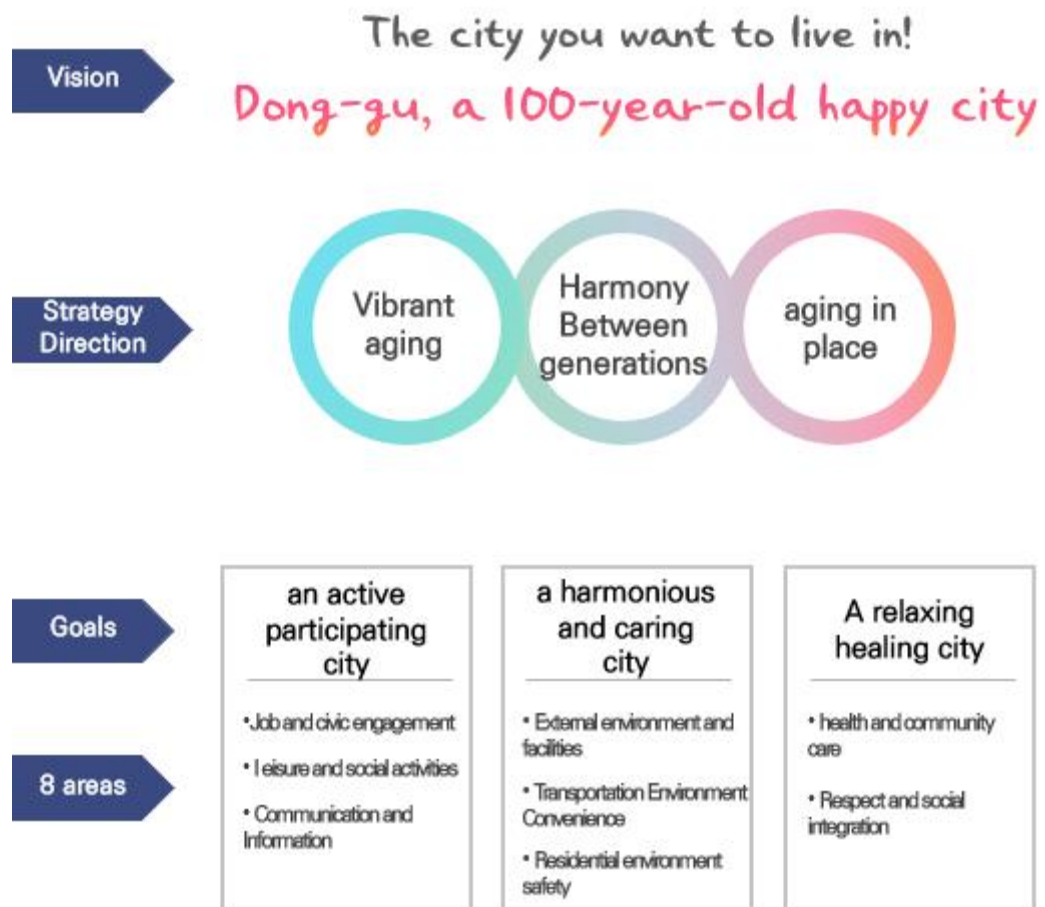 Vision
The city you want to live in!
Dong-gu, a 100-year-old happy city
Strategy
Direction
Vibrant
aging
Harmony
Between
generations
aging in
place
Goals
an active
participating
city
a harmonious
and caring
city
A relaxing
healing city
8 areas
•Job and civic engagement
• l eisure and social activities
• Communication and
Information
• External environment and
facilities
• Transportation Environment
Convenience
• Residential environment
safety
• health and community
care
• Respect and social
integration